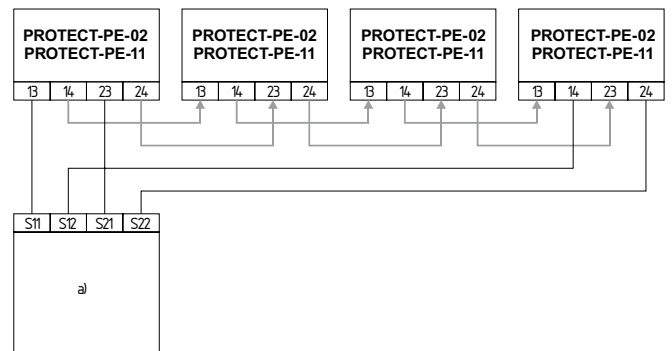 PROTECT-PE-02 PROTECT-PE-02 PROTECT-PE-02 PROTECT-PE-02
PROTECT-PE-11 PROTECT-PE-11 PROTECT-PE-11 PROTECT-PE-11
13 14 23 24 13 14 23 24 13 14 23 24 13 14 23 24
S11 S12 S21 S22
a)